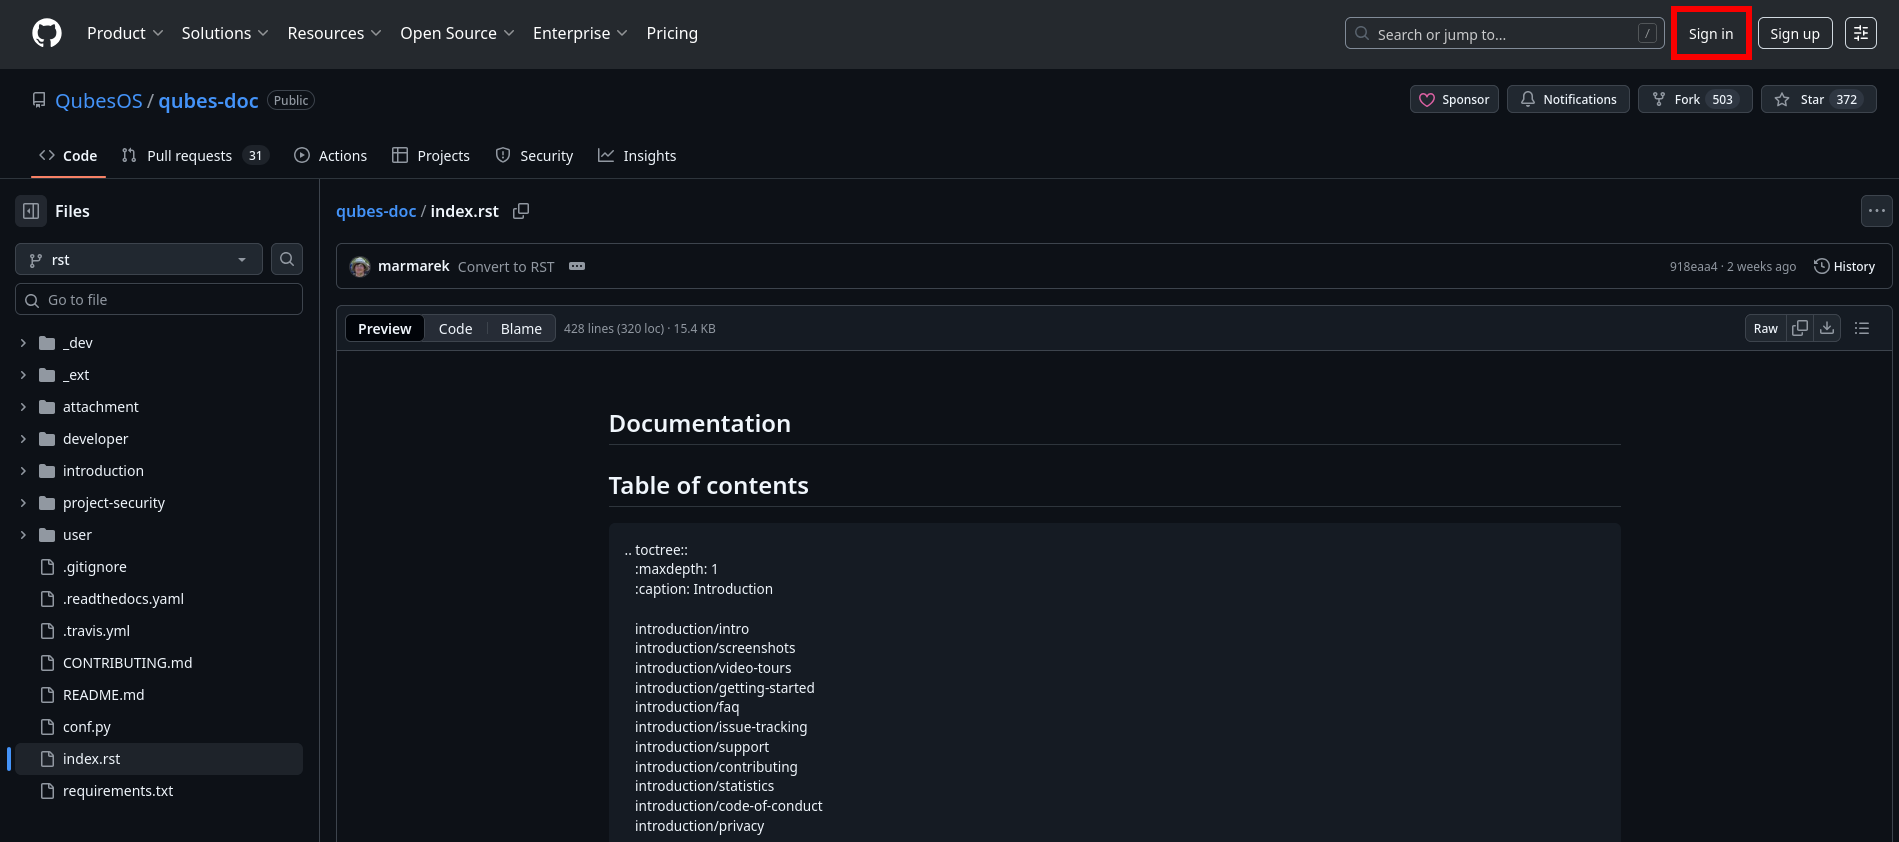 Product Solutions Resources Open Source Enterprise Pricing Search or jump to... / Sign in Sign up
QubesOS / qubes-doc Public Sponsor Notifications Fork 503 Star 372
Code Pull requests 31 Actions Projects Security Insights
Files
rst
Go to file
_dev
_ext
attachment
developer
introduction
project-security
user
.gitignore
.readthedocs.yaml
.travis.yml
CONTRIBUTING.md
README.md
conf.py
index.rst
requirements.txt
qubes-doc / index.rst
marmarek Convert to RST 918eaa4 · 2 weeks ago History
Preview Code Blame 428 lines (320 loc) · 15.4 KB Raw
Documentation
Table of contents
.. toctree::
:maxdepth: 1
:caption: Introduction
introduction/intro
introduction/screenshots
introduction/video-tours
introduction/getting-started
introduction/faq
introduction/issue-tracking
introduction/support
introduction/contributing
introduction/statistics
introduction/code-of-conduct
introduction/privacy